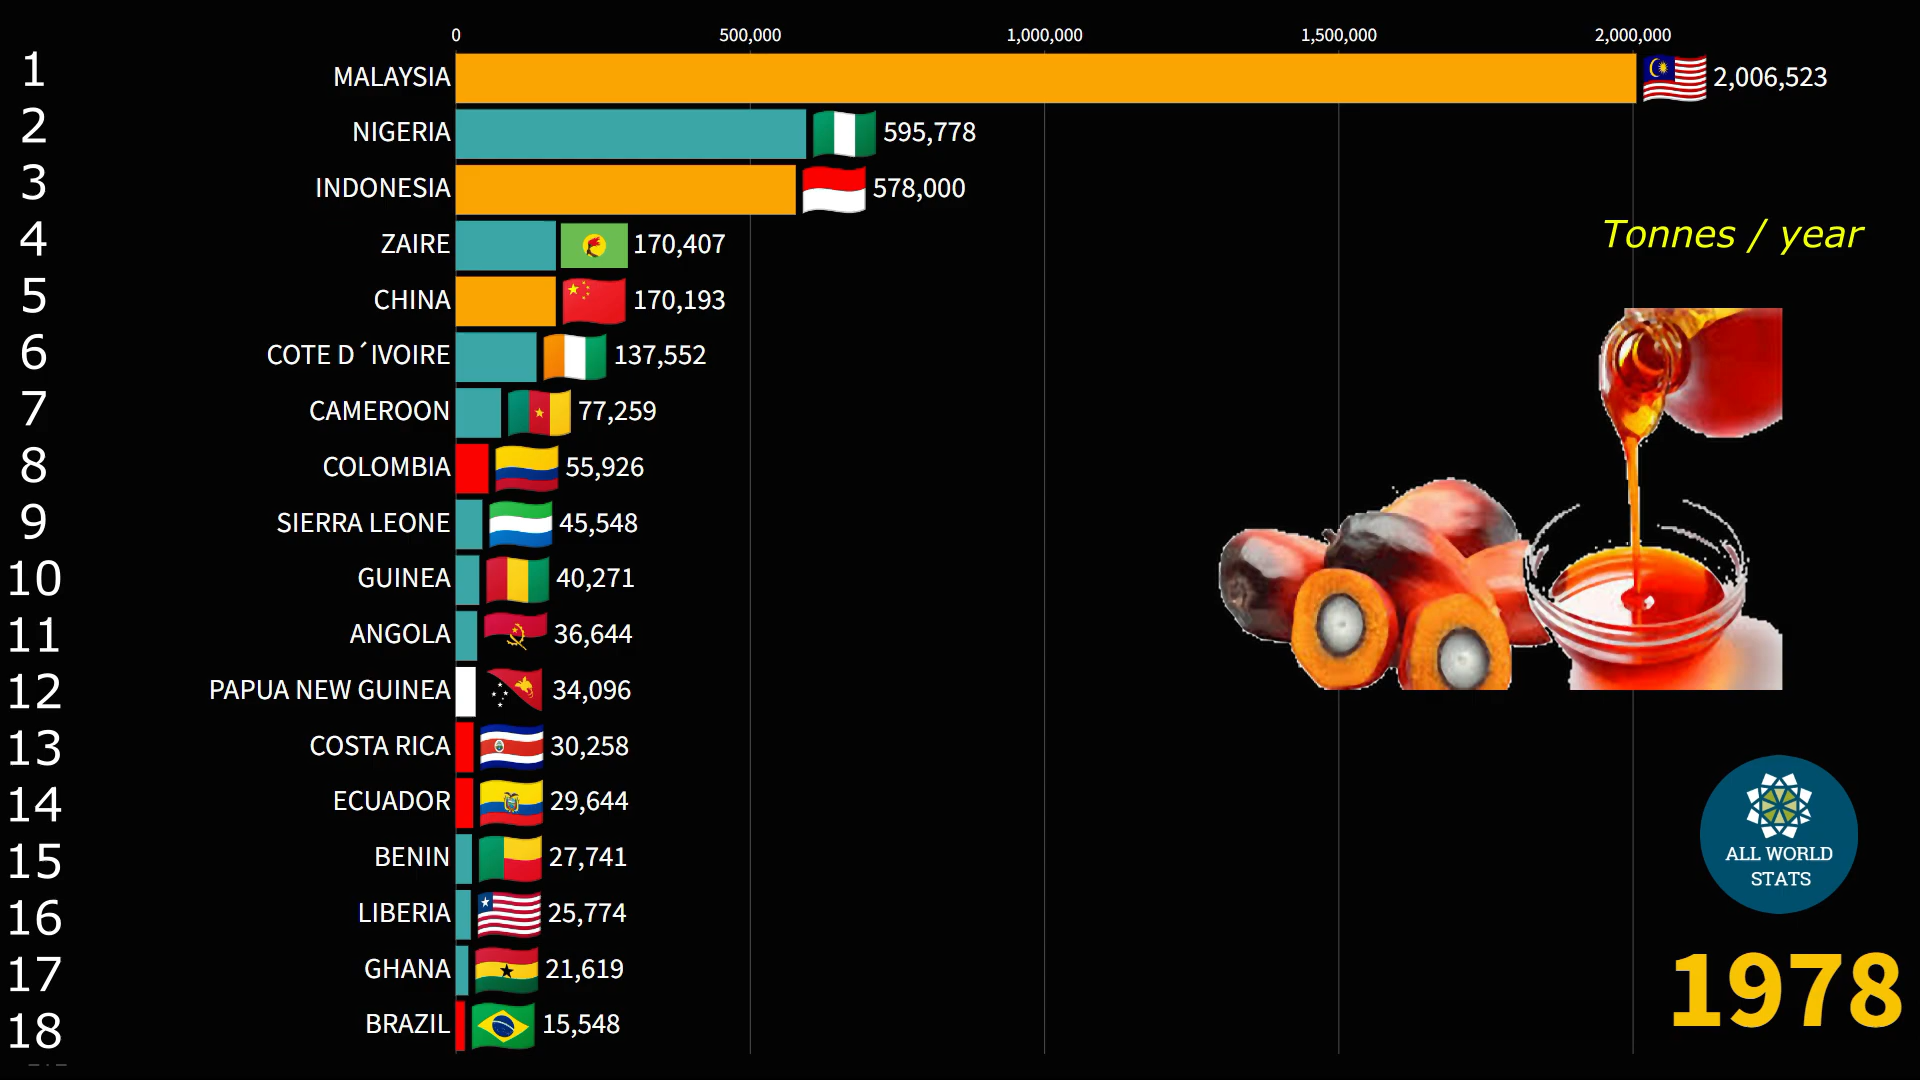 0 500,000 1,000,000 1,500,000 2,000,000
1 MALAYSIA 2,006,523
2 NIGERIA 595,778
3 INDONESIA 578,000
Tonnes / year
4 ZAIRE 170,407
5 CHINA 170,193
6 COTE D´IVOIRE 137,552
7 CAMEROON 77,259
8 COLOMBIA 55,926
9 SIERRA LEONE 45,548
10 GUINEA 40,271
11 ANGOLA 36,644
12 PAPUA NEW GUINEA 34,096
13 COSTA RICA 30,258
14 ECUADOR 29,644
15 BENIN 27,741
ALL WORLD
STATS
16 LIBERIA 25,774
17 GHANA 21,619
18 BRAZIL 15,548
1978